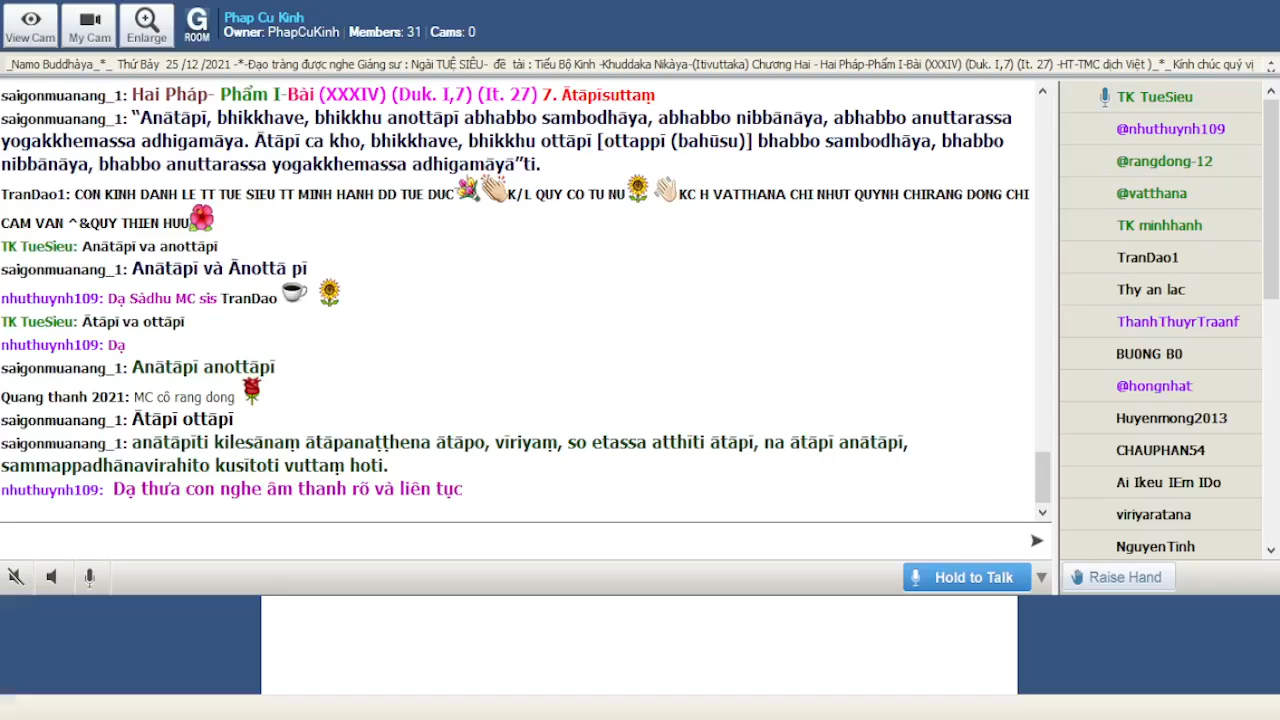 View Cam
My Cam
Enlarge
G
ROOM
Phap Cu Kinh
Owner: PhapCuKinh | Members: 31 | Cams: 0
_Namo Buddhàya_*_ Thứ Bảy 25 /12 /2021 -*-Đạo tràng được nghe Giảng sư : Ngài TUỆ SIÊU- đề tài : Tiểu Bộ Kinh -Khuddaka Nikàya-(Itivuttaka) Chương Hai - Hai Pháp-Phẩm I-Bài (XXXIV) (Duk. I,7) (It. 27) -HT-TMC dịch Việt )_*_Kính chúc quý vị
saigonmuanang_1: Hai Pháp- Phẩm I-Bài (XXXIV) (Duk. I,7) (It. 27) 7. Ātāpīsuttaṃ
saigonmuanang_1: “Anātāpī, bhikkhave, bhikkhu anottāpī abhabbo sambodhāya, abhabbo nibbānāya, abhabbo anuttarassa
yogakkhemassa adhigamāya. Ātāpī ca kho, bhikkhave, bhikkhu ottāpī [ottappī (bahūsu)] bhabbo sambodhāya, bhabbo
nibbānāya, bhabbo anuttarassa yogakkhemassa adhigamāyā”ti.
TranDao1: CON KINH DANH LE TT TUE SIEU TT MINH HANH DD TUE DUC K/L QUY CO TU NU KC H VATTHANA CHI NHUT QUYNH CHIRANG DONG CHI
CAM VAN ^&QUY THIEN HUU
TK TueSieu: Anātāpī va anottāpī
saigonmuanang_1: Anātāpī và Ānottā pī
nhuthuynh109: Dạ Sàdhu MC sis TranDao
TK TueSieu: Ātāpī va ottāpī
nhuthuynh109: Dạ
saigonmuanang_1: Anātāpī anottāpī
Quang thanh 2021: MC cô rang dong
saigonmuanang_1: Ātāpī ottāpī
saigonmuanang_1: anātāpīti kilesānaṃ ātāpanaṭṭhena ātāpo, vīriyaṃ, so etassa atthīti ātāpī, na ātāpī anātāpī,
sammappadhānavirahito kusītoti vuttaṃ hoti.
nhuthuynh109: Dạ thưa con nghe âm thanh rõ và liên tục
Hold to Talk
TK TueSieu
@nhuthuynh109
@rangdong-12
@vatthana
TK minhhanh
TranDao1
Thy an lac
ThanhThuyrTraanf
BU0NG B0
@hongnhat
Huyenmong2013
CHAUPHAN54
Ai Ikeu IEm IDo
viriyaratana
NguyenTinh
Raise Hand